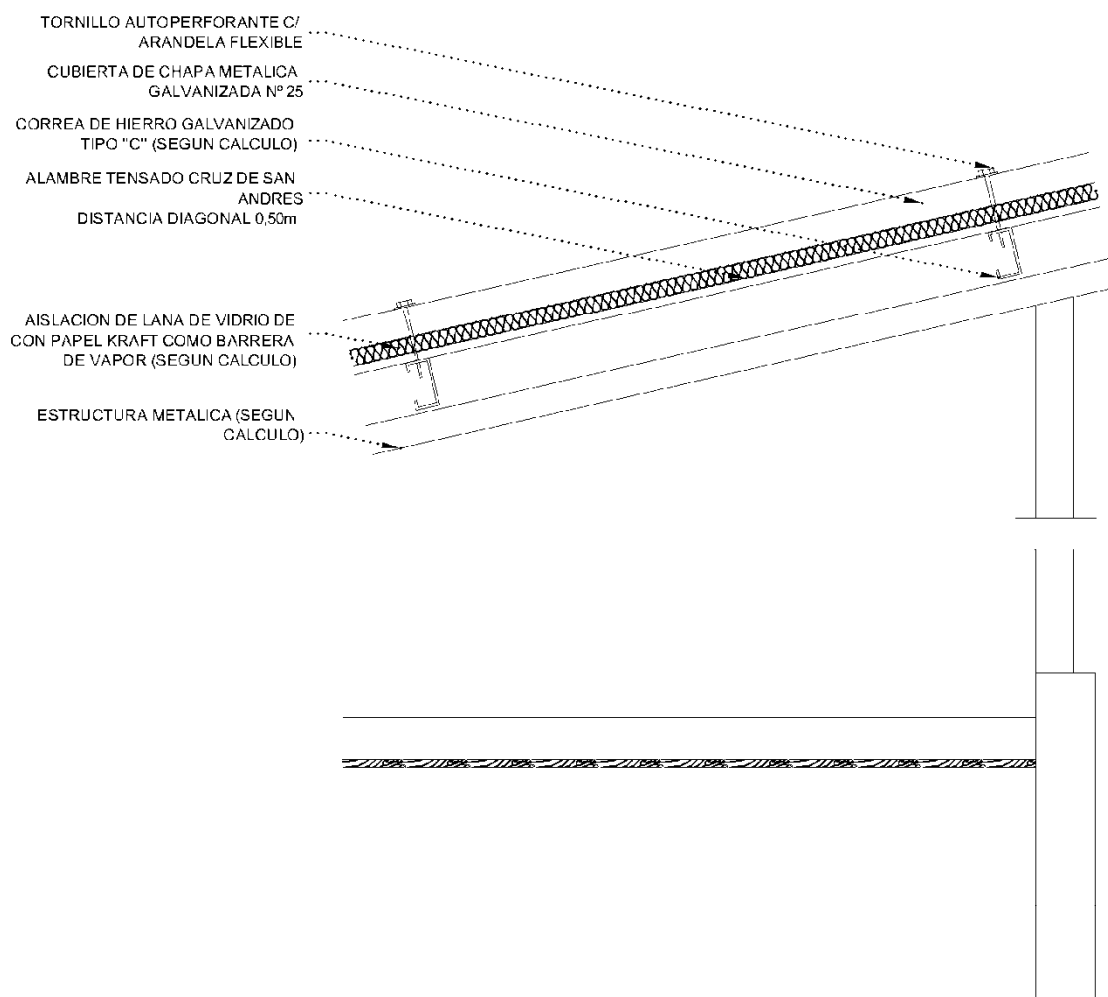 TORNILLO AUTOPERFORANTE C/
ARANDELA FLEXIBLE
CUBIERTA DE CHAPA METALICA
GALVANIZADA Nº 25
CORREA DE HIERRO GALVANIZADO
TIPO "C" (SEGUN CALCULO)
ALAMBRE TENSADO CRUZ DE SAN
ANDRES
DISTANCIA DIAGONAL 0,50m
AISLACION DE LANA DE VIDRIO DE
CON PAPEL KRAFT COMO BARRERA
DE VAPOR (SEGUN CALCULO)
ESTRUCTURA METALICA (SEGUN
CALCULO)